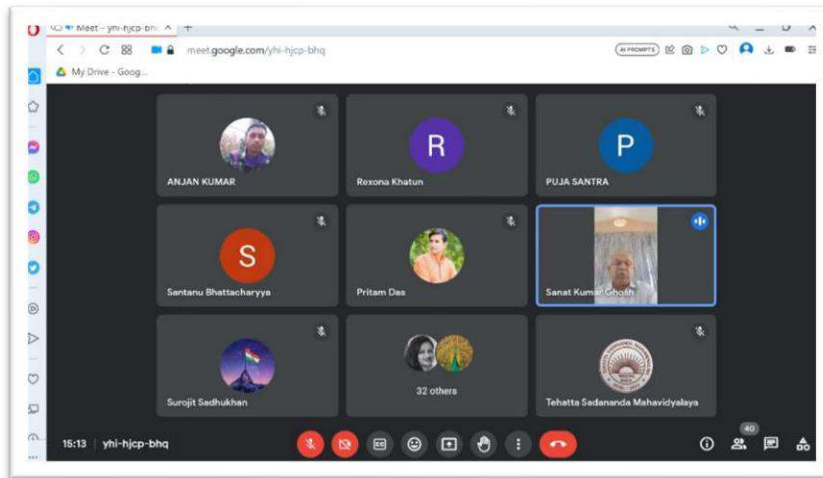 Meet – yhi-hjcp-bh
meet.google.com/yhi-hjcp-bhq
AI PROMPTS
My Drive - Goog...
ANJAN KUMAR
R
Rexona Khatun
P
PUJA SANTRA
S
Santanu Bhattacharyya
Pritam Das
Sanat Kumar Ghosh
Surojit Sadhukhan
32 others
Tehatta Sadananda Mahavidyalaya
15:13 | yhi-hjcp-bhq
CC
40